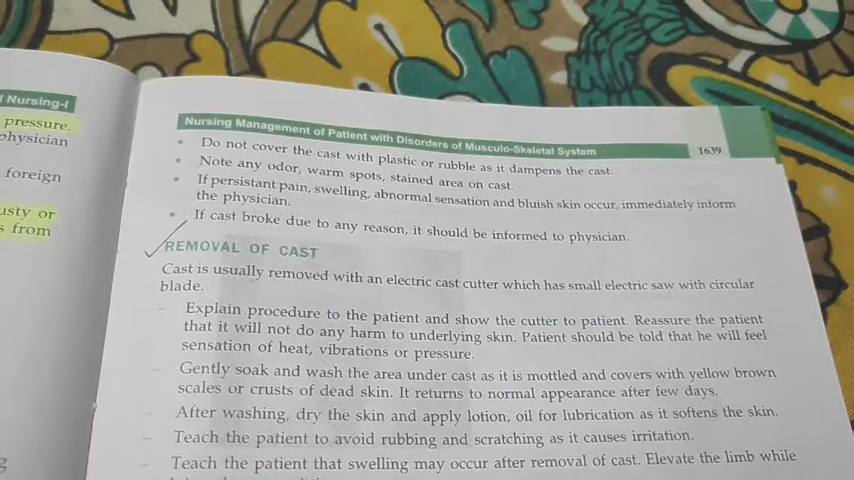 l Nursing-I
pressure.
physician
foreign
usty or
s from
Nursing Management of Patient with Disorders of Musculo-Skeletal System
1639
• Do not cover the cast with plastic or rubble as it dampens the cast.
• Note any odor, warm spots, stained area on cast.
• If persistant pain, swelling, abnormal sensation and bluish skin occur, immediately inform
the physician.
• If cast broke due to any reason, it should be informed to physician.
REMOVAL OF CAST
Cast is usually removed with an electric cast cutter which has small electric saw with circular
blade.
– Explain procedure to the patient and show the cutter to patient. Reassure the patient
that it will not do any harm to underlying skin. Patient should be told that he will feel
sensation of heat, vibrations or pressure.
– Gently soak and wash the area under cast as it is mottled and covers with yellow brown
scales or crusts of dead skin. It returns to normal appearance after few days.
– After washing, dry the skin and apply lotion, oil for lubrication as it softens the skin.
– Teach the patient to avoid rubbing and scratching as it causes irritation.
– Teach the patient that swelling may occur after removal of cast. Elevate the limb while